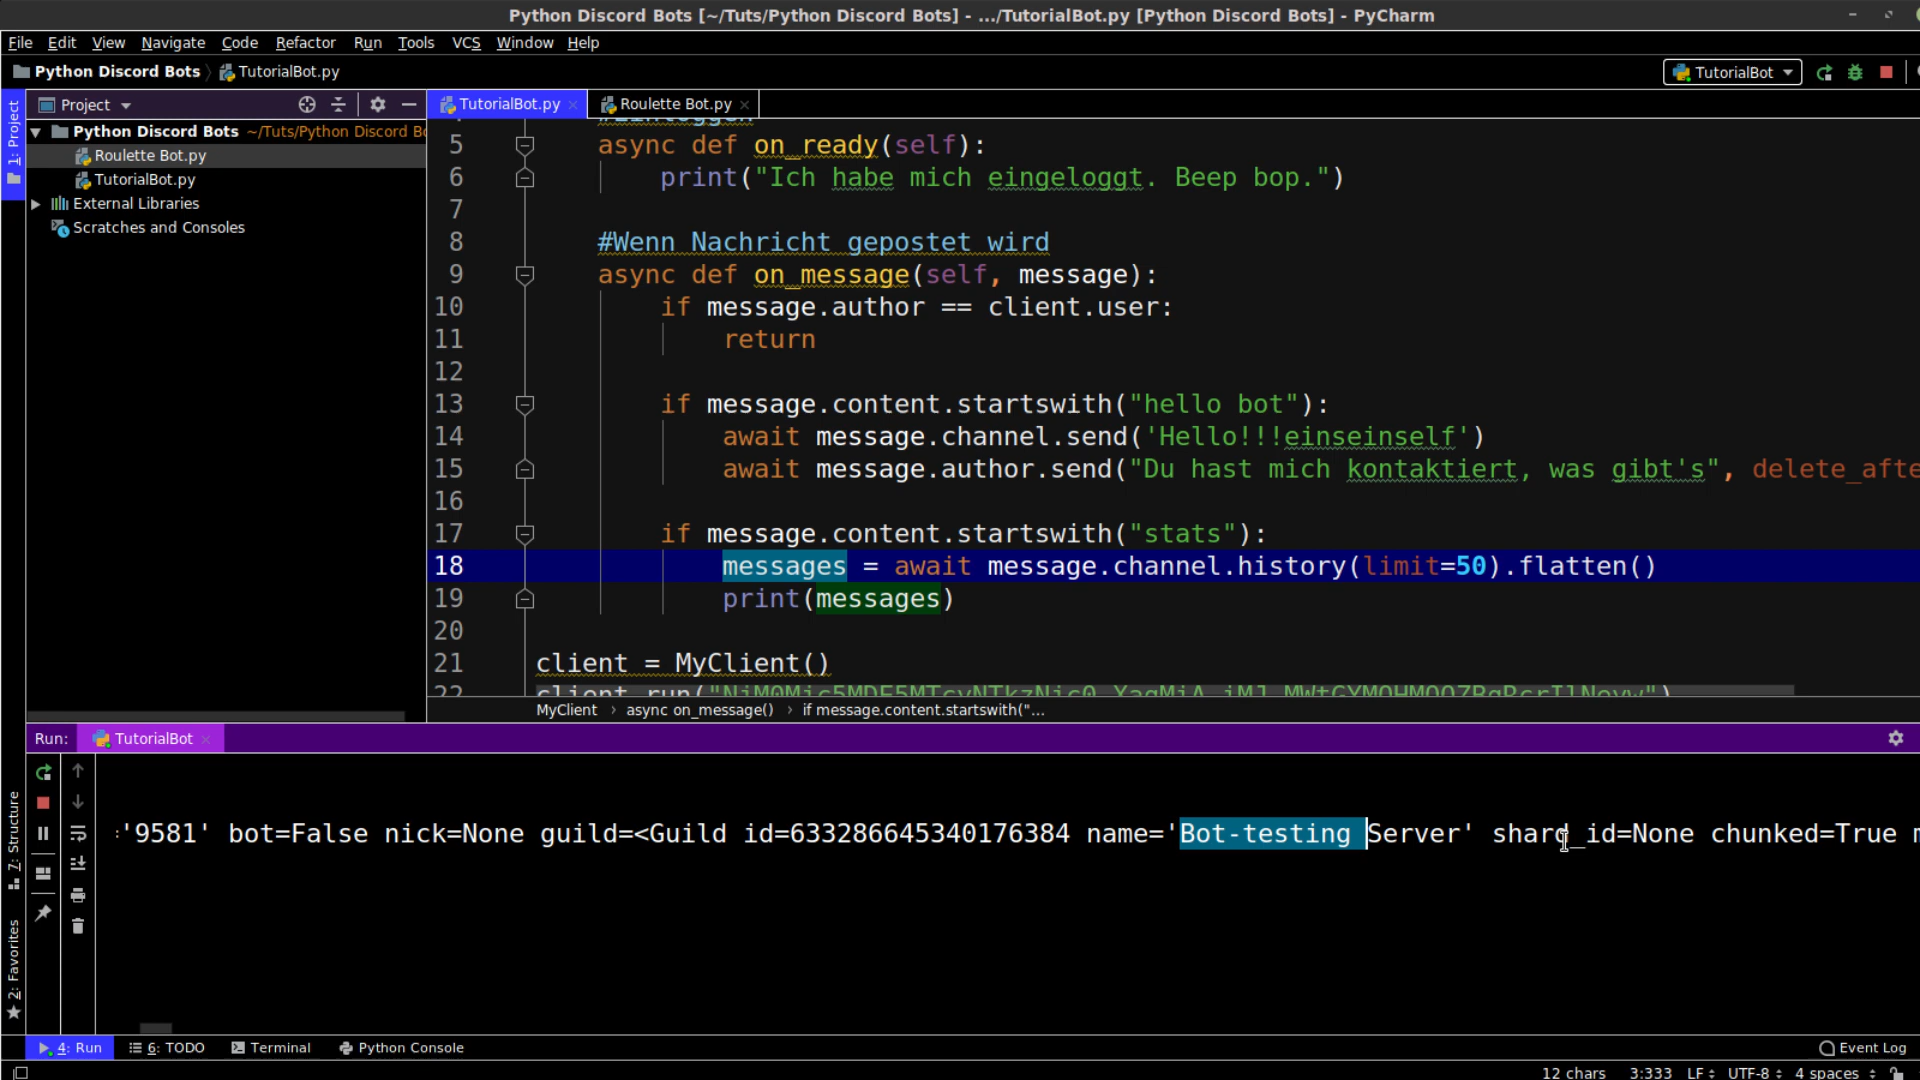 Python Discord Bots [~/Tuts/Python Discord Bots] - .../TutorialBot.py [Python Discord Bots] - PyCharm
File Edit View Navigate Code Refactor Run Tools VCS Window Help
Python Discord Bots TutorialBot.py
TutorialBot
1: Project
Project
TutorialBot.py
Roulette Bot.py
Python Discord Bots ~/Tuts/Python Discord Bo
Roulette Bot.py
TutorialBot.py
External Libraries
Scratches and Consoles
5 async def on_ready(self):
6 print("Ich habe mich eingeloggt. Beep bop.")
7
8 #Wenn Nachricht gepostet wird
9 async def on_message(self, message):
10 if message.author == client.user:
11 return
12
13 if message.content.startswith("hello bot"):
14 await message.channel.send('Hello!!!einseinself')
15 await message.author.send("Du hast mich kontaktiert, was gibt's", delete_afte
16
17 if message.content.startswith("stats"):
18 messages = await message.channel.history(limit=50).flatten()
19 print(messages)
20
21 client = MyClient()
22
MyClient › async on_message() › if message.content.startswith("...
Run: TutorialBot
:'9581' bot=False nick=None guild=<Guild id=633286645340176384 name='Bot-testing Server' shard_id=None chunked=True m
7: Structure
2: Favorites
4: Run 6: TODO Terminal Python Console
Event Log
12 chars 3:333 LF UTF-8 4 spaces